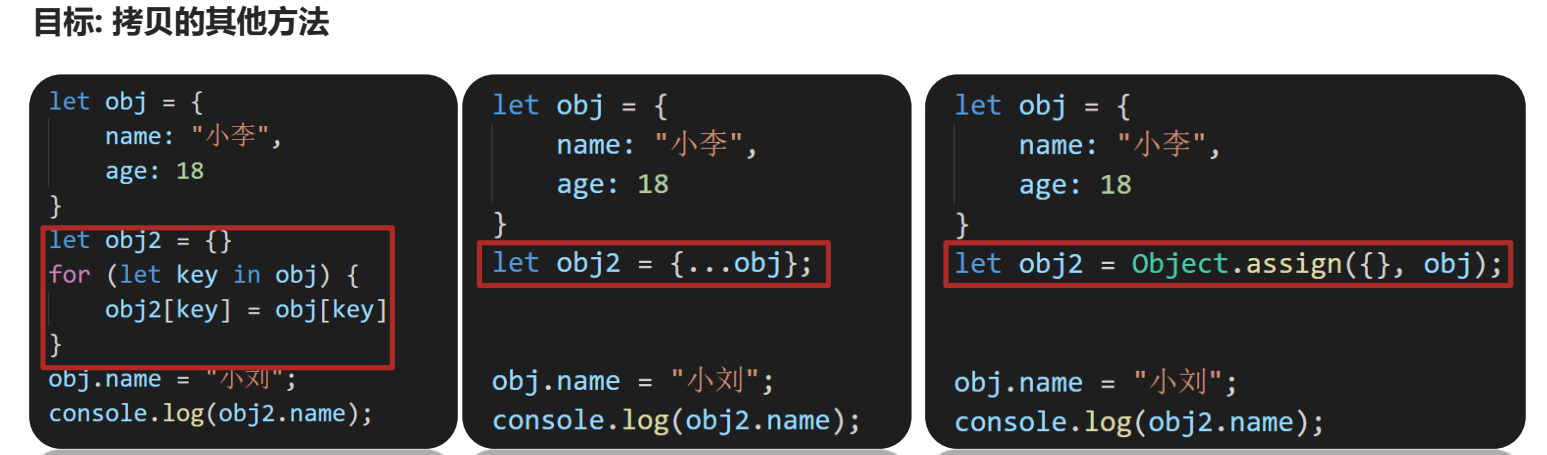 目标: 拷贝的其他方法
let obj = {
    name: "小李",
    age: 18
}
let obj2 = {}
for (let key in obj) {
    obj2[key] = obj[key]
}
obj.name = "小刘";
console.log(obj2.name);
let obj = {
    name: "小李",
    age: 18
}
let obj2 = {...obj};
obj.name = "小刘";
console.log(obj2.name);
let obj = {
    name: "小李",
    age: 18
}
let obj2 = Object.assign({}, obj);
obj.name = "小刘";
console.log(obj2.name);